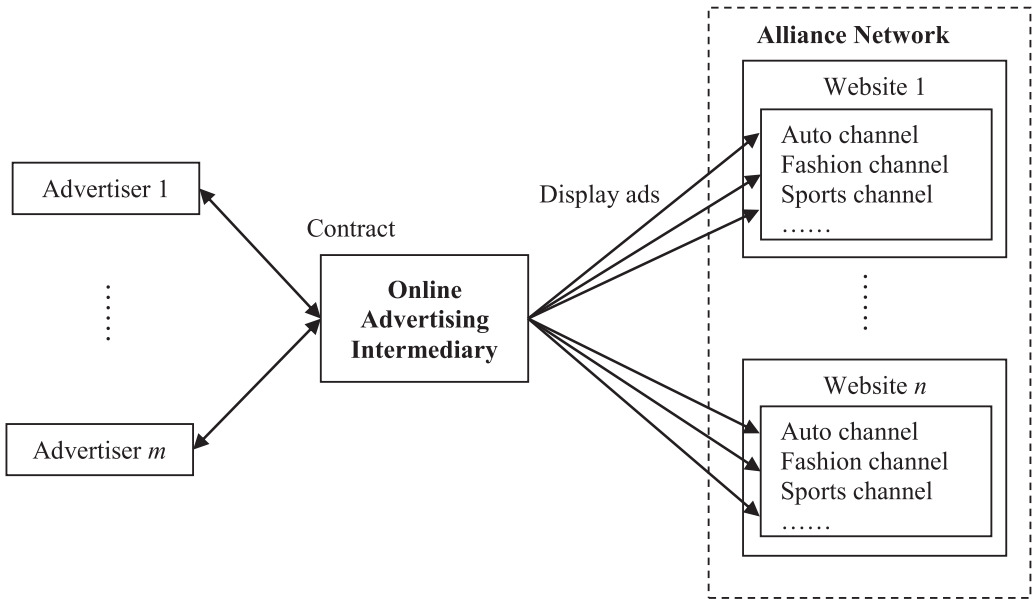 Alliance Network
Website 1
Auto channel
Fashion channel
Sports channel
……
Advertiser 1
Display ads
Contract
Online
Advertising
Intermediary
Advertiser m
Website n
Auto channel
Fashion channel
Sports channel
……